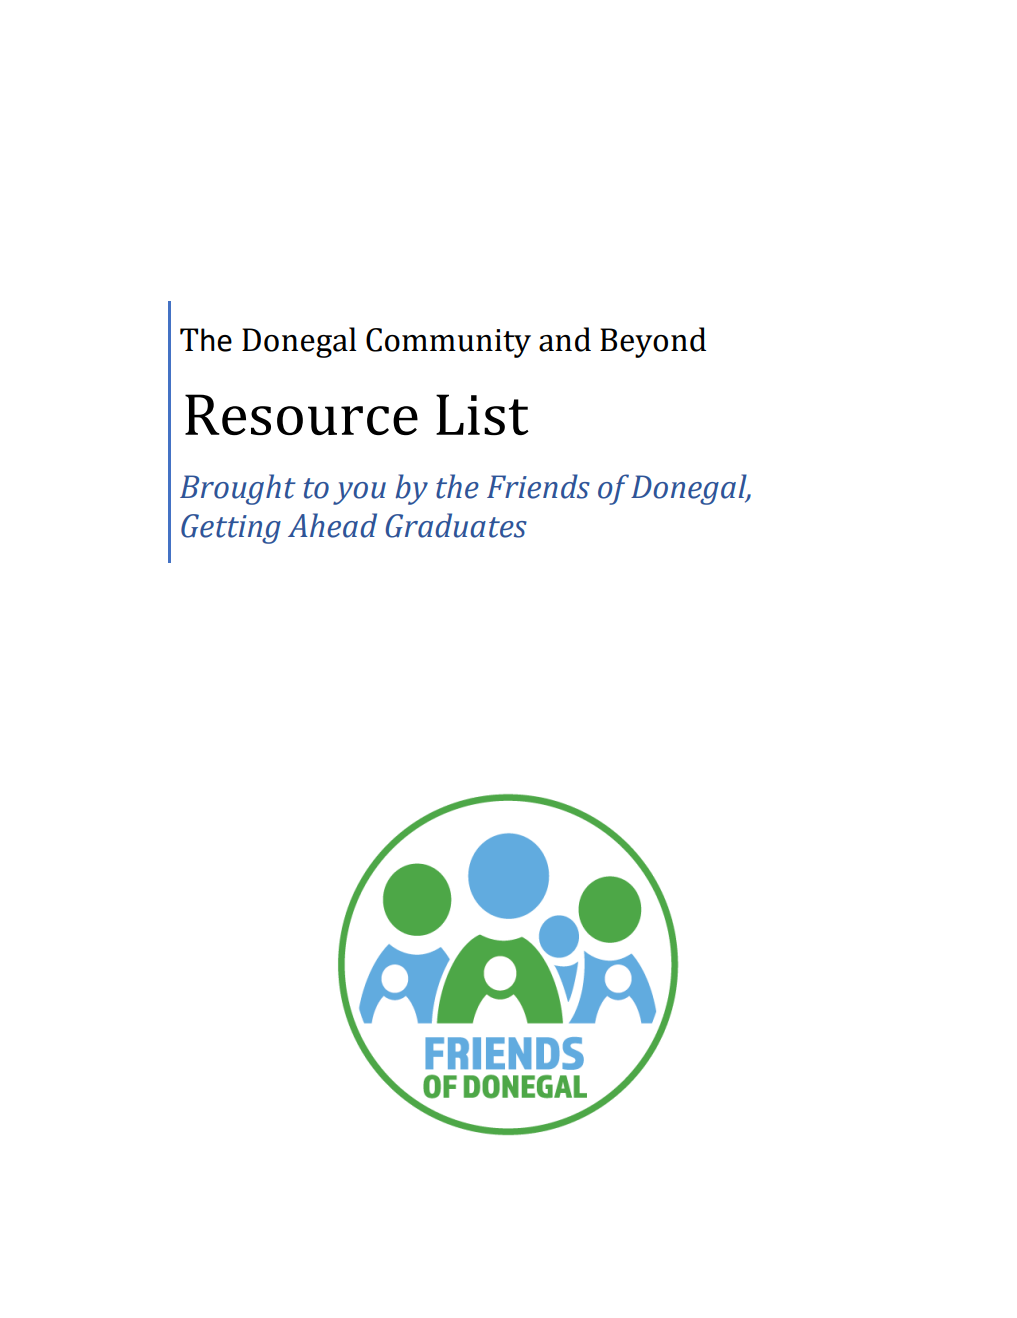 The Donegal Community and Beyond
Resource List
Brought to you by the Friends of Donegal,
Getting Ahead Graduates
FRIENDS
OF DONEGAL